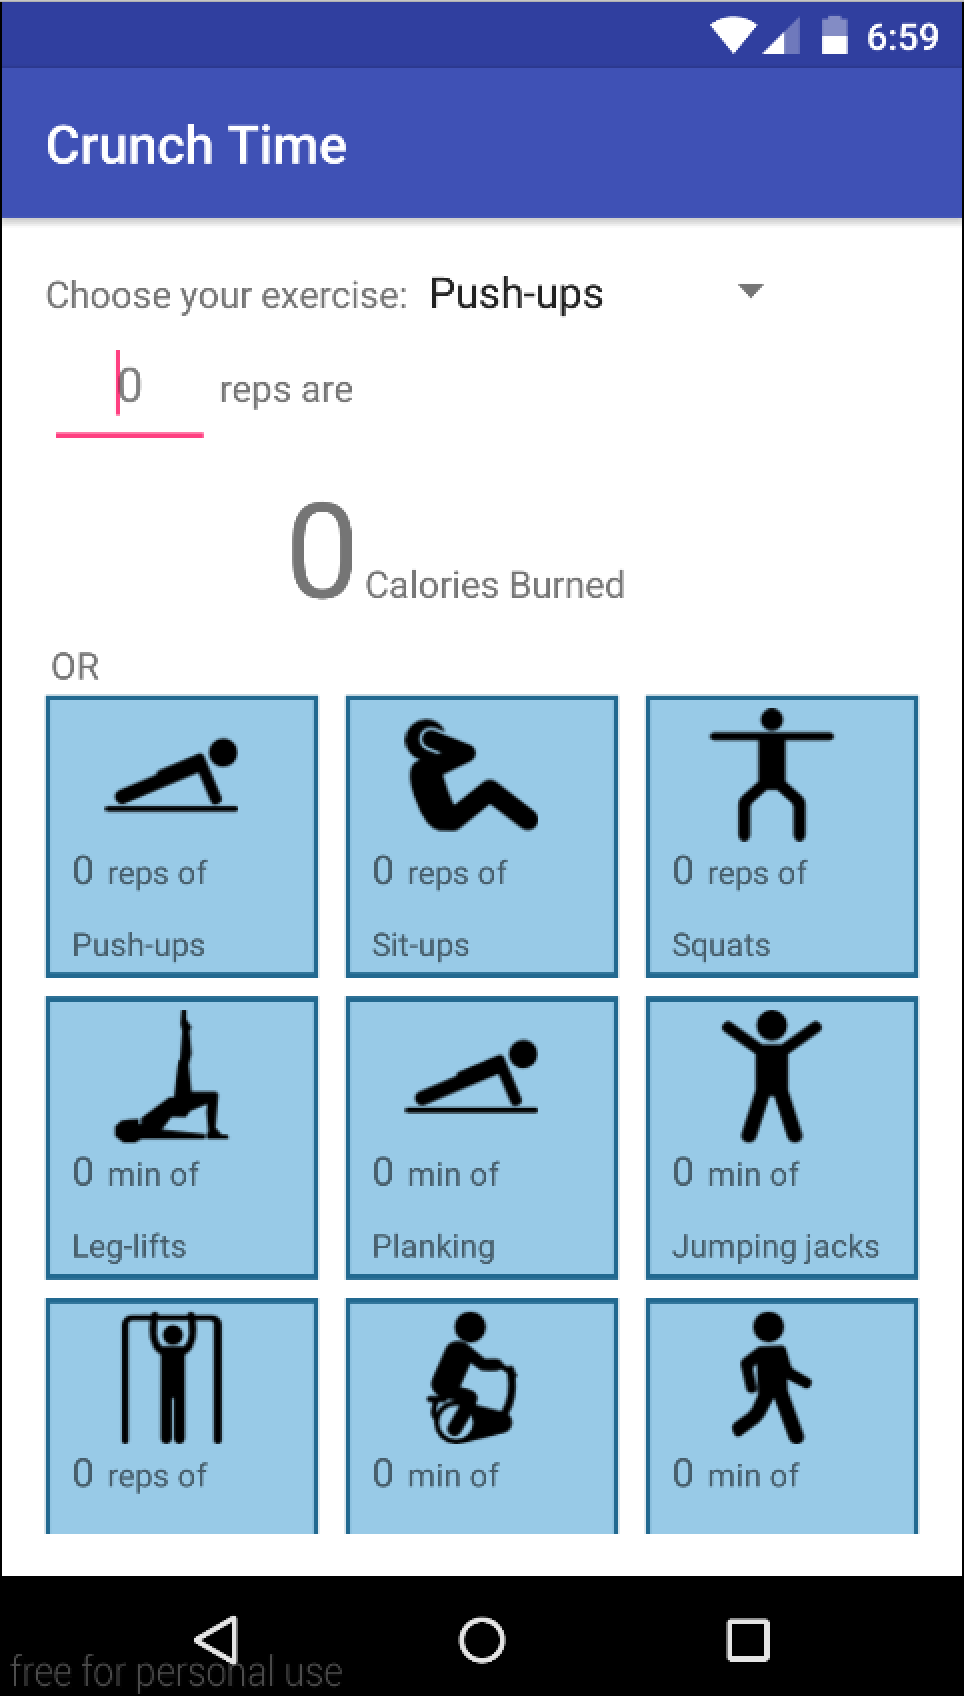 6:59
Crunch Time
Choose your exercise: Push-ups
0 reps are
0 Calories Burned
OR
0 reps of 0 reps of 0 reps of
Push-ups Sit-ups Squats
0 min of 0 min of 0 min of
Leg-lifts Planking Jumping jacks
0 reps of 0 min of 0 min of
free for personal use